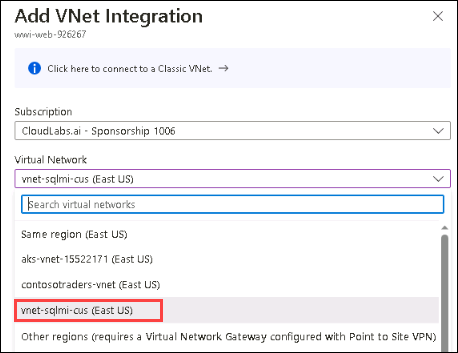 Add VNet Integration
wwi-web-926267
Click here to connect to a Classic VNet. →
Subscription
CloudLabs.ai - Sponsorship 1006
Virtual Network
vnet-sqlmi-cus (East US)
Search virtual networks
Same region (East US)
aks-vnet-15522171 (East US)
contosotraders-vnet (East US)
vnet-sqlmi-cus (East US)
Other regions (requires a Virtual Network Gateway configured with Point to Site VPN)